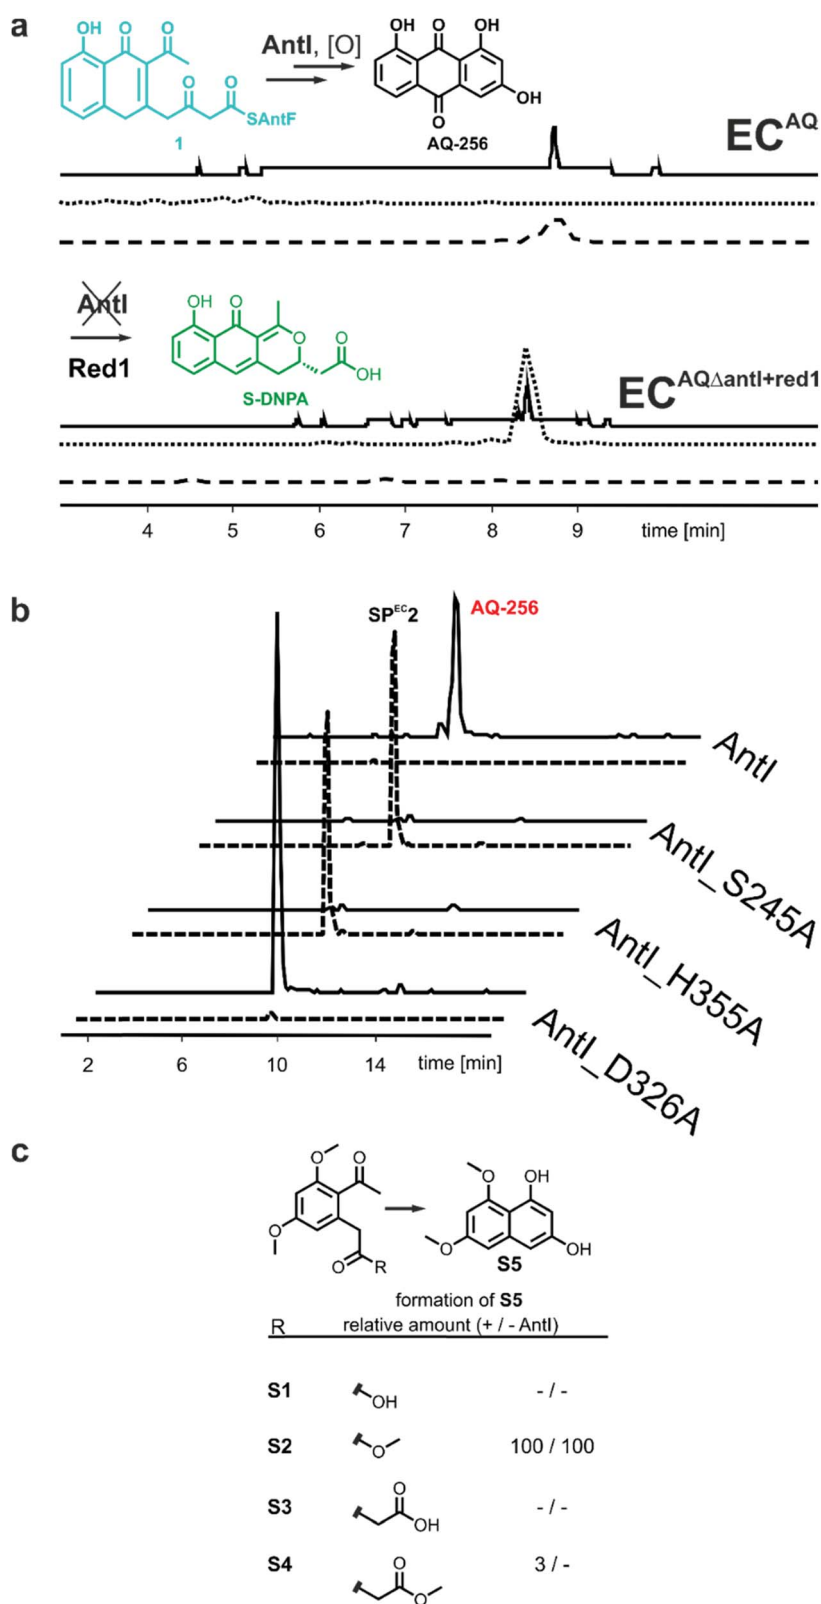 a
OH O O
O O
SAntF
1
AntI, [O]
OH O OH
OH
O
AQ-256
EC^AQ
AntI
Red1
OH O
O
O
OH
S-DNPA
EC^AQΔantI+red1
4 5 6 7 8 9 time [min]
b
SP^EC2
AQ-256
AntI
AntI_S245A
AntI_H355A
AntI_D326A
2 6 10 14 time [min]
c
O O
O
O R
O OH
O OH
S5
formation of S5
R relative amount (+ / - AntI)
S1 OH - / -
S2 O 100 / 100
S3 O OH - / -
S4 O O 3 / -